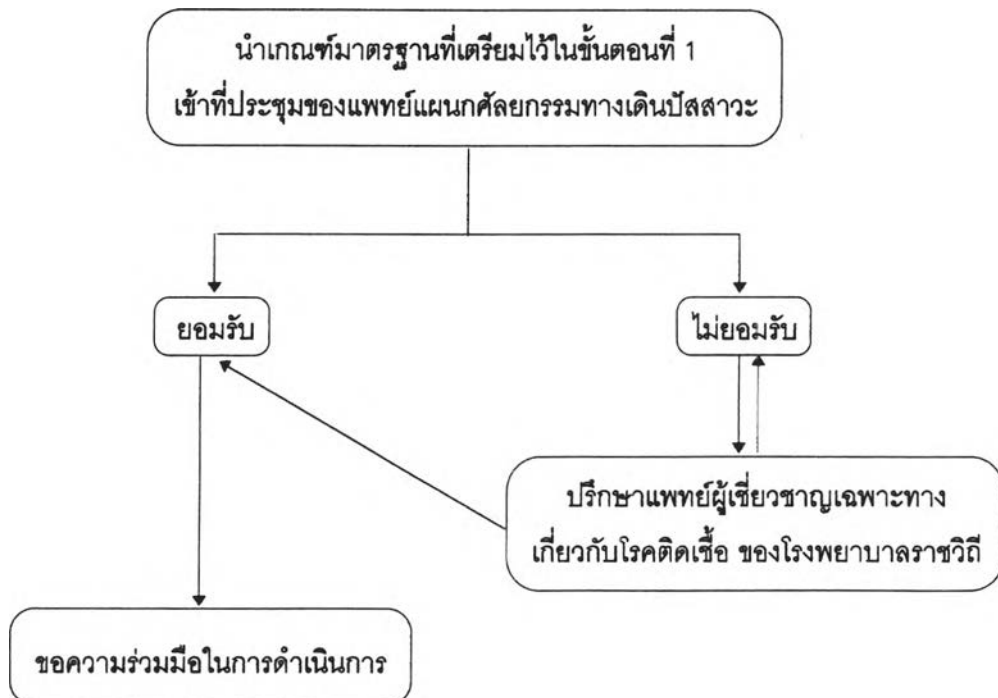 นำเกณฑ์มาตรฐานที่เตรียมไว้ในขั้นตอนที่ 1
เข้าที่ประชุมของแพทย์แผนกศัลยกรรมทางเดินปัสสาวะ
ยอมรับ
ไม่ยอมรับ
ปรึกษาแพทย์ผู้เชี่ยวชาญเฉพาะทาง
เกี่ยวกับโรคติดเชื้อ ของโรงพยาบาลราชวิถี
ขอความร่วมมือในการดำเนินการ